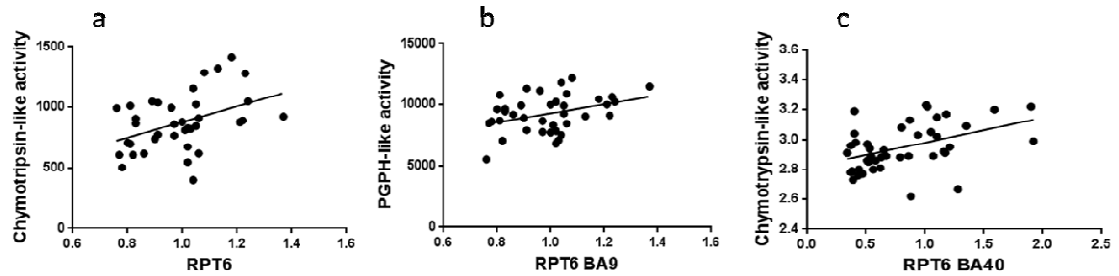 a
Chymotripsin-like activity
1500
1000
500
0
0.6 0.8 1.0 1.2 1.4 1.6
RPT6
b
PGPH-like activity
15000
10000
5000
0
0.6 0.8 1.0 1.2 1.4 1.6
RPT6 BA9
c
Chymotrypsin-like activity
3.6
3.4
3.2
3.0
2.8
2.6
2.4
0.0 0.5 1.0 1.5 2.0 2.5
RPT6 BA40